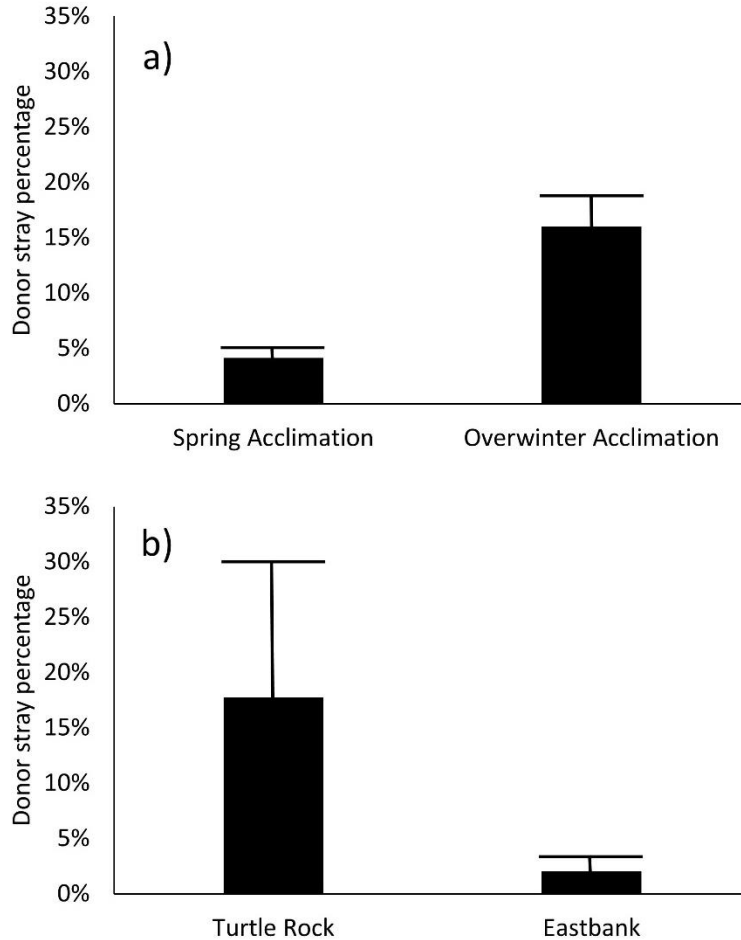 35%
a)
30%
25%
20%
15%
10%
5%
0%
Donor stray percentage
Spring Acclimation Overwinter Acclimation
35%
b)
30%
25%
20%
15%
10%
5%
0%
Donor stray percentage
Turtle Rock Eastbank